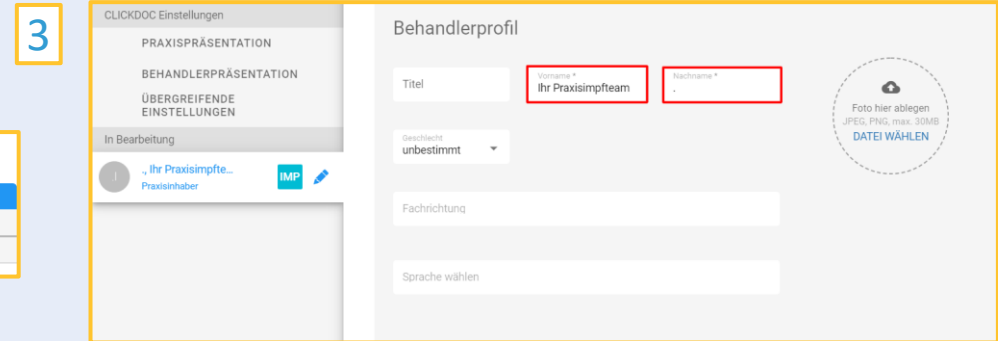 3
CLICKDOC Einstellungen
PRAXISPRÄSENTATION
BEHANDLERPRÄSENTATION
ÜBERGREIFENDE
EINSTELLUNGEN
In Bearbeitung
I
., Ihr Praxisimpfte...
Praxisinhaber
IMP
Behandlerprofil
Titel
Vorname *
Ihr Praxisimpfteam
Nachname *
.
Geschlecht
unbestimmt
Fachrichtung
Sprache wählen
Foto hier ablegen
JPEG, PNG, max. 30MB
DATEI WÄHLEN